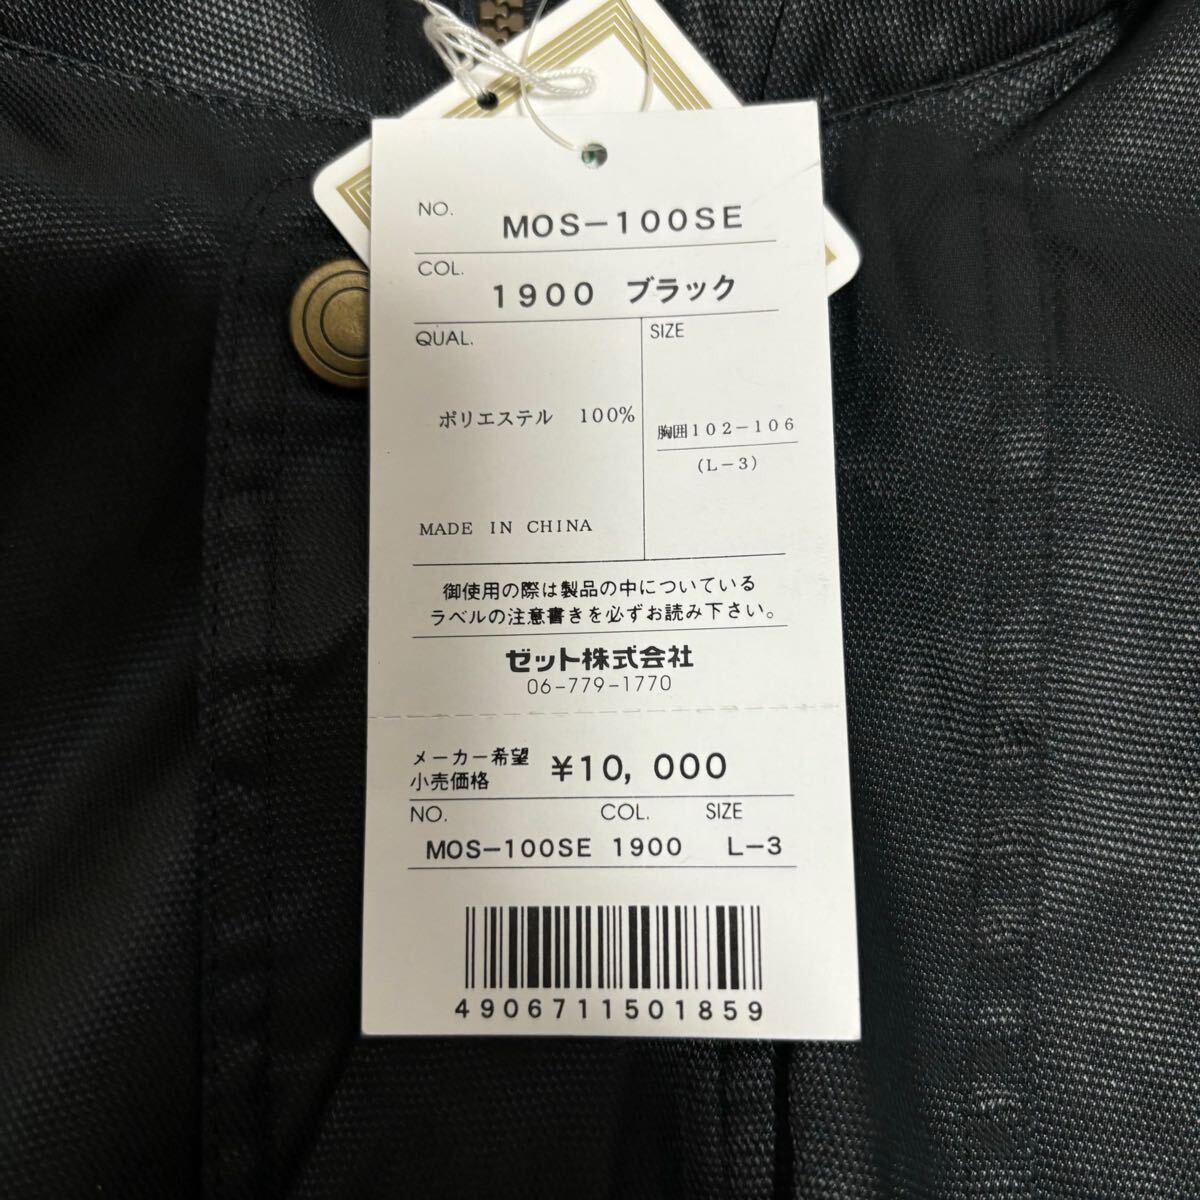 NO.
MOS-100SE
COL.
1900 ブラック
QUAL.
SIZE
ポリエステル 100%
胸囲102-106
(L-3)
MADE IN CHINA
御使用の際は製品の中についている
ラベルの注意書きを必ずお読み下さい。
ゼット株式会社
06-779-1770
メーカー希望
小売価格
¥10,000
NO. COL. SIZE
MOS-100SE 1900 L-3
4906711501859